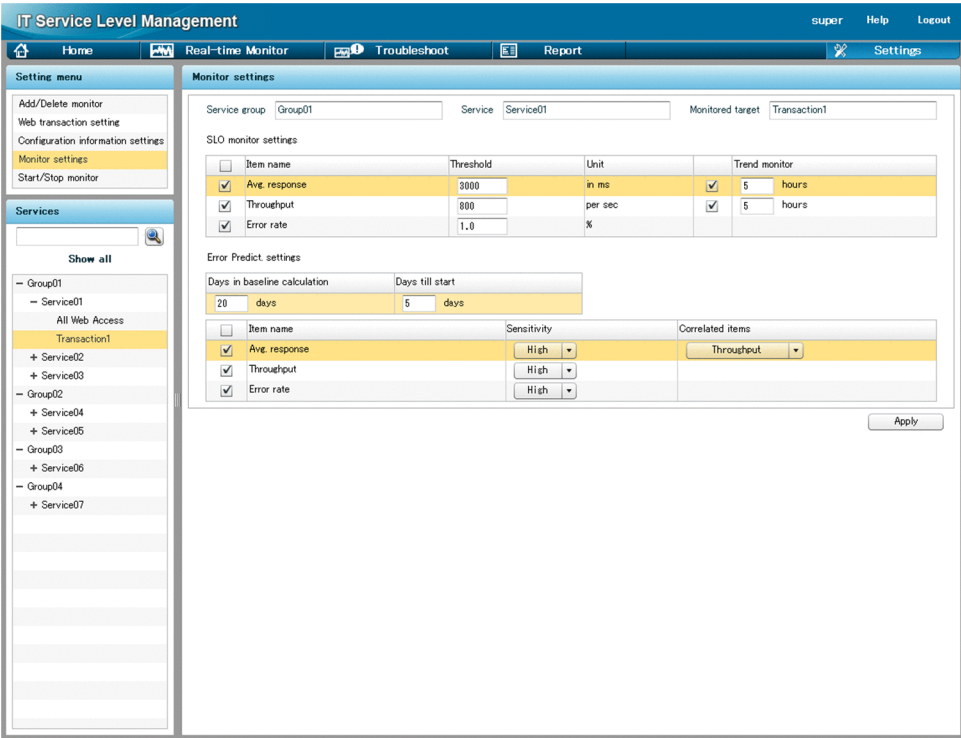 IT Service Level Management
super Help Logout
Home Real-time Monitor Troubleshoot Report Settings
Setting menu
Add/Delete monitor
Web transaction setting
Configuration information settings
Monitor settings
Start/Stop monitor
Services
Show all
Group01
Service01
All Web Access
Transaction1
Service02
Service03
Group02
Service04
Service05
Group03
Service06
Group04
Service07
Monitor settings
Service group Group01 Service Service01 Monitored target Transaction1
SLO monitor settings
Item name Threshold Unit Trend monitor
Avg. response 3000 in ms 5 hours
Throughput 800 per sec 5 hours
Error rate 1.0 %
Error Predict. settings
Days in baseline calculation Days till start
20 days 5 days
Item name Sensitivity Correlated items
Avg. response High Throughput
Throughput High
Error rate High
Apply